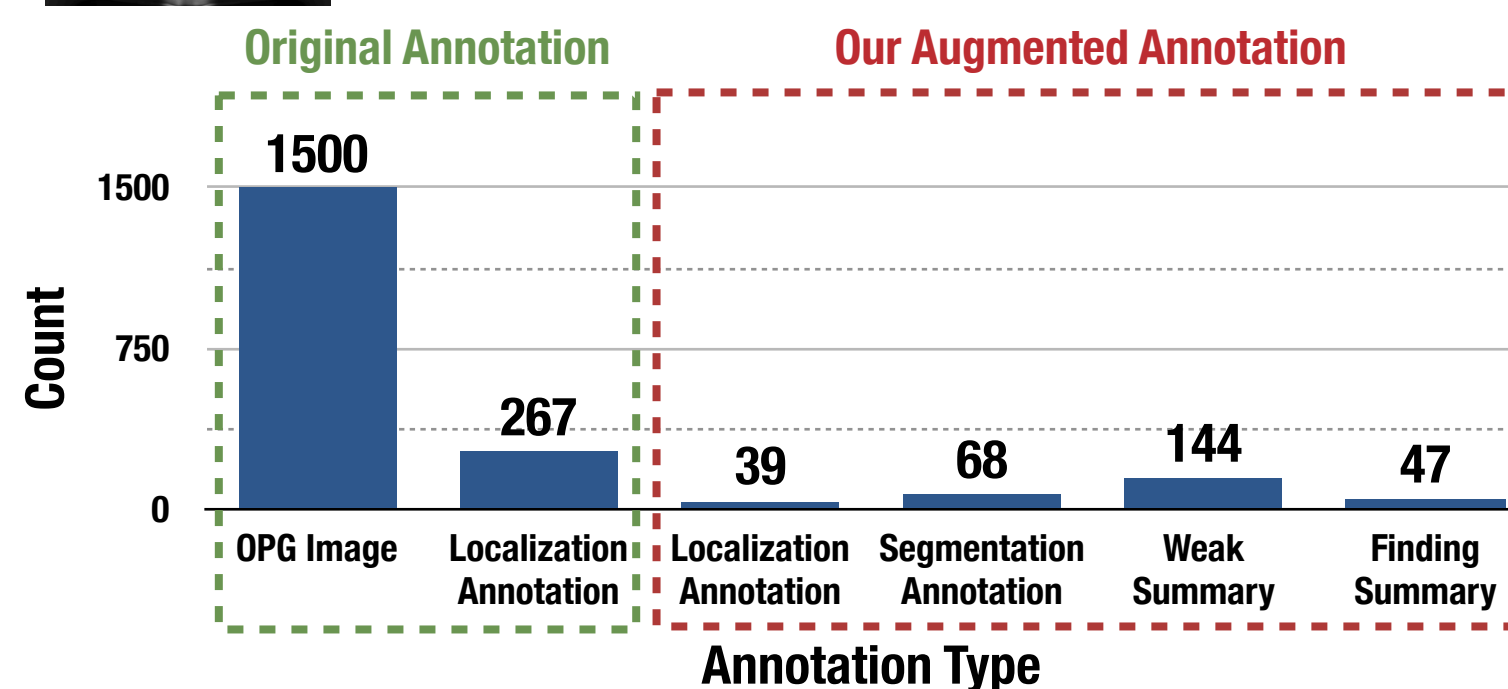 Original Annotation
Our Augmented Annotation
1500
1500
750
267
39
68
144
47
0
Count
OPG Image
Localization
Annotation
Localization
Annotation
Segmentation
Annotation
Weak
Summary
Finding
Summary
Annotation Type